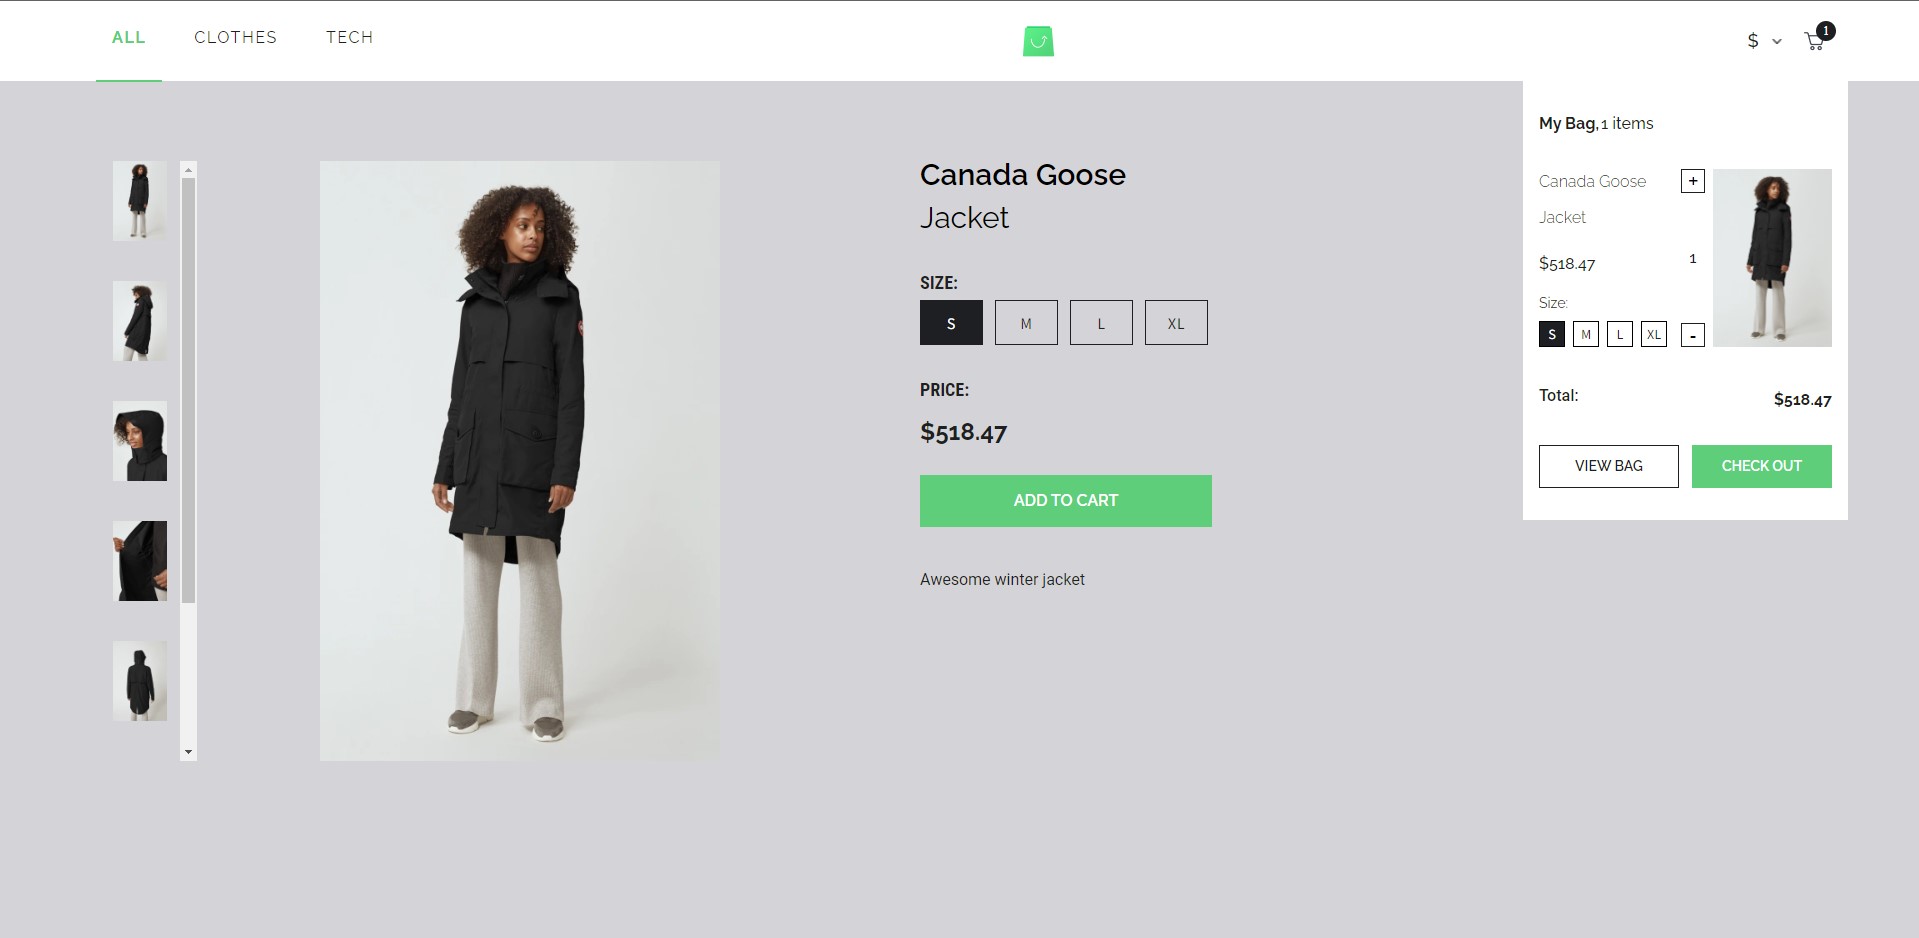 ALL CLOTHES TECH
$ 1
My Bag, 1 items
Canada Goose +
Jacket
$518.47 1
Size:
S M L XL -
Total: $518.47
VIEW BAG CHECK OUT
Canada Goose
Jacket
SIZE:
S M L XL
PRICE:
$518.47
ADD TO CART
Awesome winter jacket